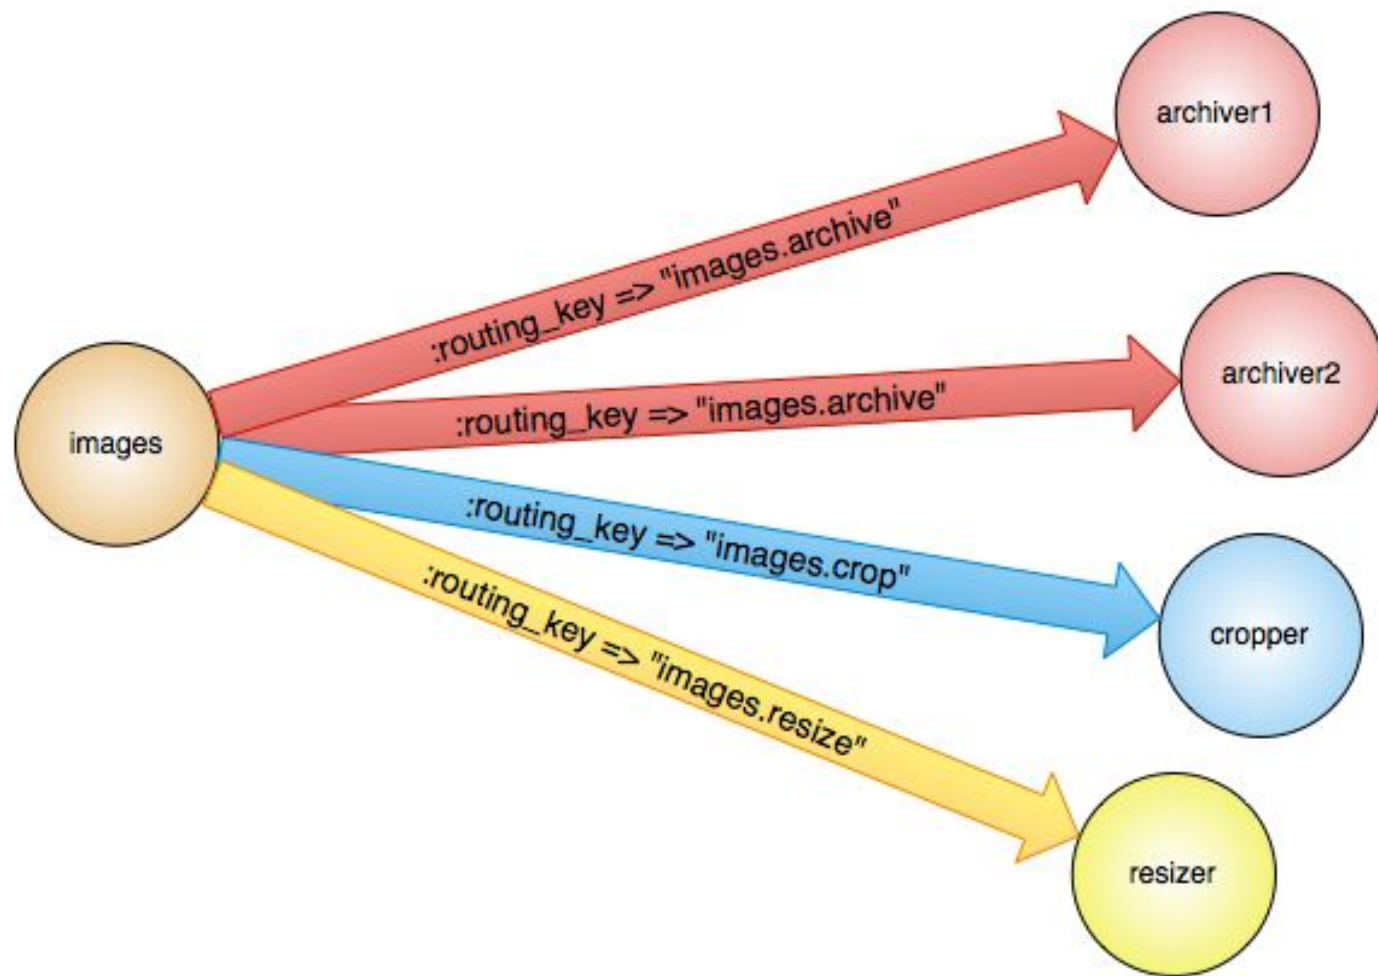 archiver1
:routing_key => "images.archive"
archiver2
:routing_key => "images.archive"
images
:routing_key => "images.crop"
cropper
:routing_key => "images.resize"
resizer